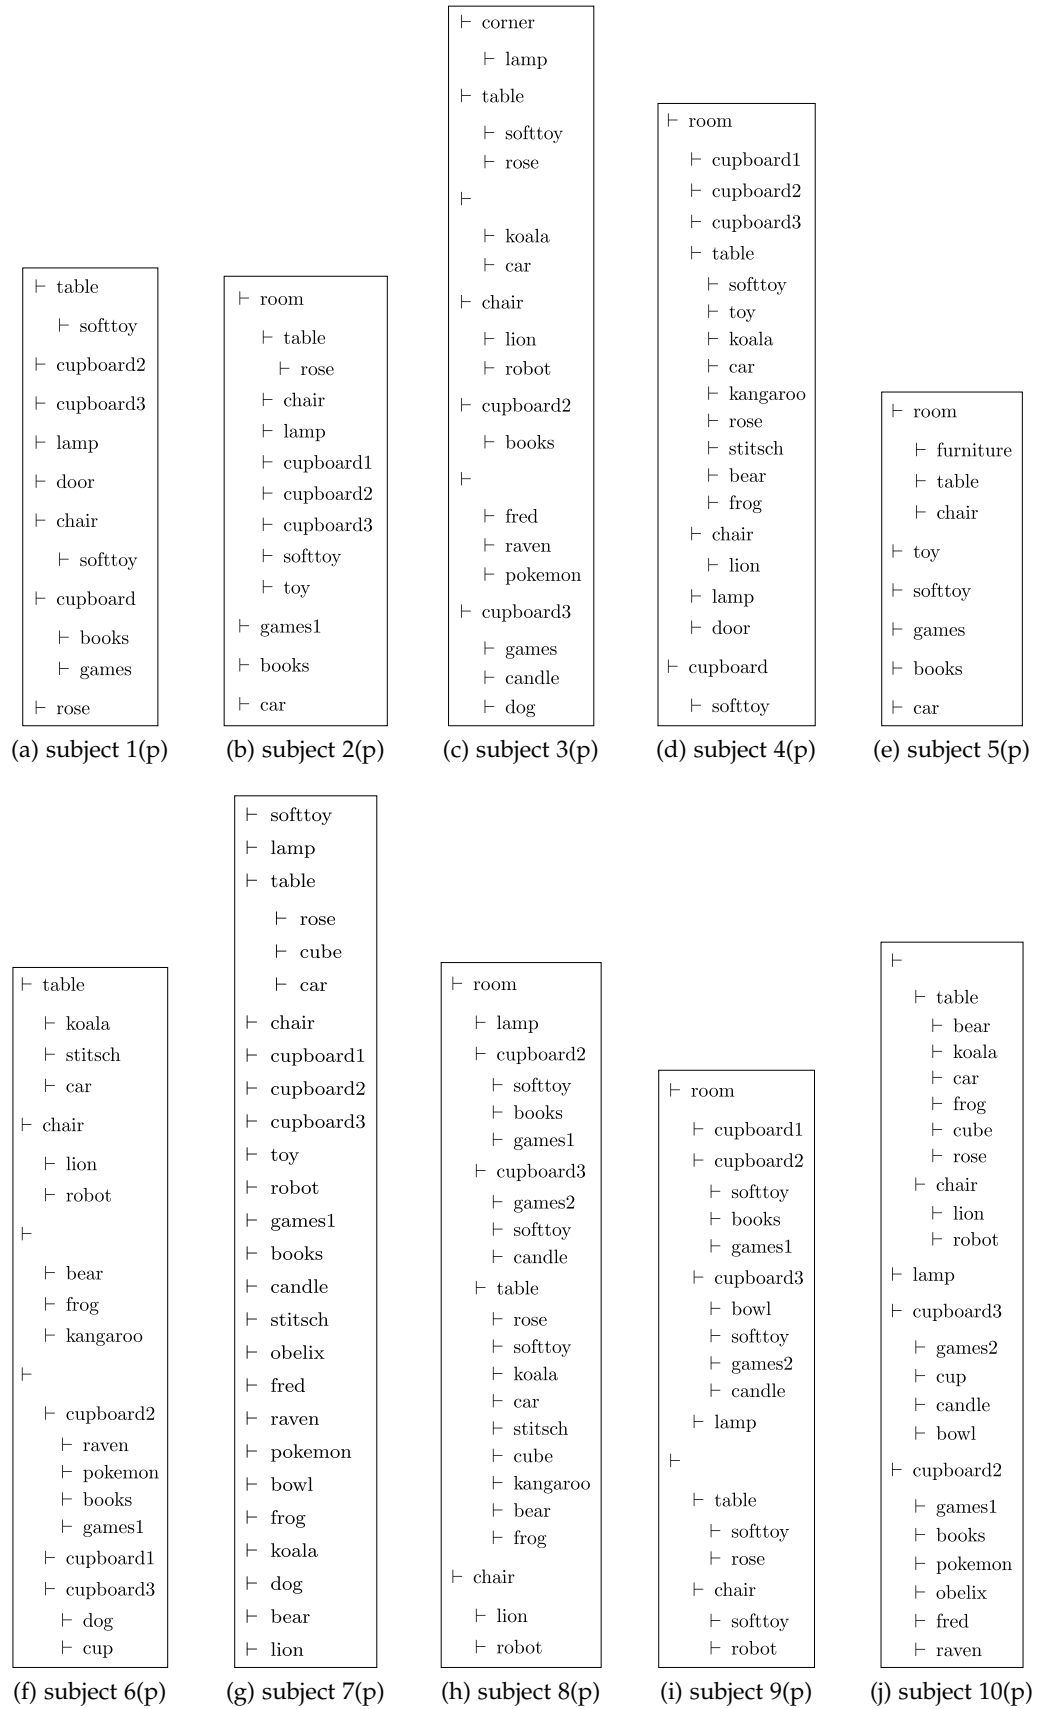 ⊢ table
⊢ softtoy
⊢ cupboard2
⊢ cupboard3
⊢ lamp
⊢ door
⊢ chair
⊢ softtoy
⊢ cupboard
⊢ books
⊢ games
⊢ rose
(a) subject 1(p)
⊢ room
⊢ table
⊢ rose
⊢ chair
⊢ lamp
⊢ cupboard1
⊢ cupboard2
⊢ cupboard3
⊢ softtoy
⊢ toy
⊢ games1
⊢ books
⊢ car
(b) subject 2(p)
⊢ corner
⊢ lamp
⊢ table
⊢ softtoy
⊢ rose
⊢
⊢ koala
⊢ car
⊢ chair
⊢ lion
⊢ robot
⊢ cupboard2
⊢ books
⊢
⊢ fred
⊢ raven
⊢ pokemon
⊢ cupboard3
⊢ games
⊢ candle
⊢ dog
(c) subject 3(p)
⊢ room
⊢ cupboard1
⊢ cupboard2
⊢ cupboard3
⊢ table
⊢ softtoy
⊢ toy
⊢ koala
⊢ car
⊢ kangaroo
⊢ rose
⊢ stitsch
⊢ bear
⊢ frog
⊢ chair
⊢ lion
⊢ lamp
⊢ door
⊢ cupboard
⊢ softtoy
(d) subject 4(p)
⊢ room
⊢ furniture
⊢ table
⊢ chair
⊢ toy
⊢ softtoy
⊢ games
⊢ books
⊢ car
(e) subject 5(p)
⊢ table
⊢ koala
⊢ stitsch
⊢ car
⊢ chair
⊢ lion
⊢ robot
⊢
⊢ bear
⊢ frog
⊢ kangaroo
⊢
⊢ cupboard2
⊢ raven
⊢ pokemon
⊢ books
⊢ games1
⊢ cupboard1
⊢ cupboard3
⊢ dog
⊢ cup
(f) subject 6(p)
⊢ softtoy
⊢ lamp
⊢ table
⊢ rose
⊢ cube
⊢ car
⊢ chair
⊢ cupboard1
⊢ cupboard2
⊢ cupboard3
⊢ toy
⊢ robot
⊢ games1
⊢ books
⊢ candle
⊢ stitsch
⊢ obelix
⊢ fred
⊢ raven
⊢ pokemon
⊢ bowl
⊢ frog
⊢ koala
⊢ dog
⊢ bear
⊢ lion
(g) subject 7(p)
⊢ room
⊢ lamp
⊢ cupboard2
⊢ softtoy
⊢ books
⊢ games1
⊢ cupboard3
⊢ games2
⊢ softtoy
⊢ candle
⊢ table
⊢ rose
⊢ softtoy
⊢ koala
⊢ car
⊢ stitsch
⊢ cube
⊢ kangaroo
⊢ bear
⊢ frog
⊢ chair
⊢ lion
⊢ robot
(h) subject 8(p)
⊢ room
⊢ cupboard1
⊢ cupboard2
⊢ softtoy
⊢ books
⊢ games1
⊢ cupboard3
⊢ bowl
⊢ softtoy
⊢ games2
⊢ candle
⊢ lamp
⊢
⊢ table
⊢ softtoy
⊢ rose
⊢ chair
⊢ softtoy
⊢ robot
(i) subject 9(p)
⊢
⊢ table
⊢ bear
⊢ koala
⊢ car
⊢ frog
⊢ cube
⊢ rose
⊢ chair
⊢ lion
⊢ robot
⊢ lamp
⊢ cupboard3
⊢ games2
⊢ cup
⊢ candle
⊢ bowl
⊢ cupboard2
⊢ games1
⊢ books
⊢ pokemon
⊢ obelix
⊢ fred
⊢ raven
(j) subject 10(p)